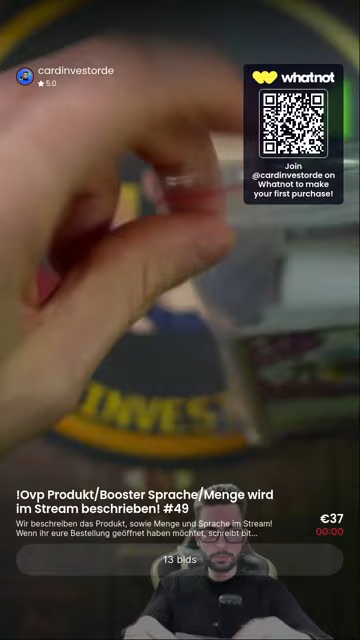 cardinvestorde
★ 5.0
whatnot
Join
@cardinvestorde on
Whatnot to make
your first purchase!
INVEST
!Ovp Produkt/Booster Sprache/Menge wird
im Stream beschrieben! #49
Wir beschreiben das Produkt, sowie Menge und Sprache im Stream!
Wenn ihr eure Bestellung geöffnet haben möchtet, schreibt bit...
€37
00:00
13 bids